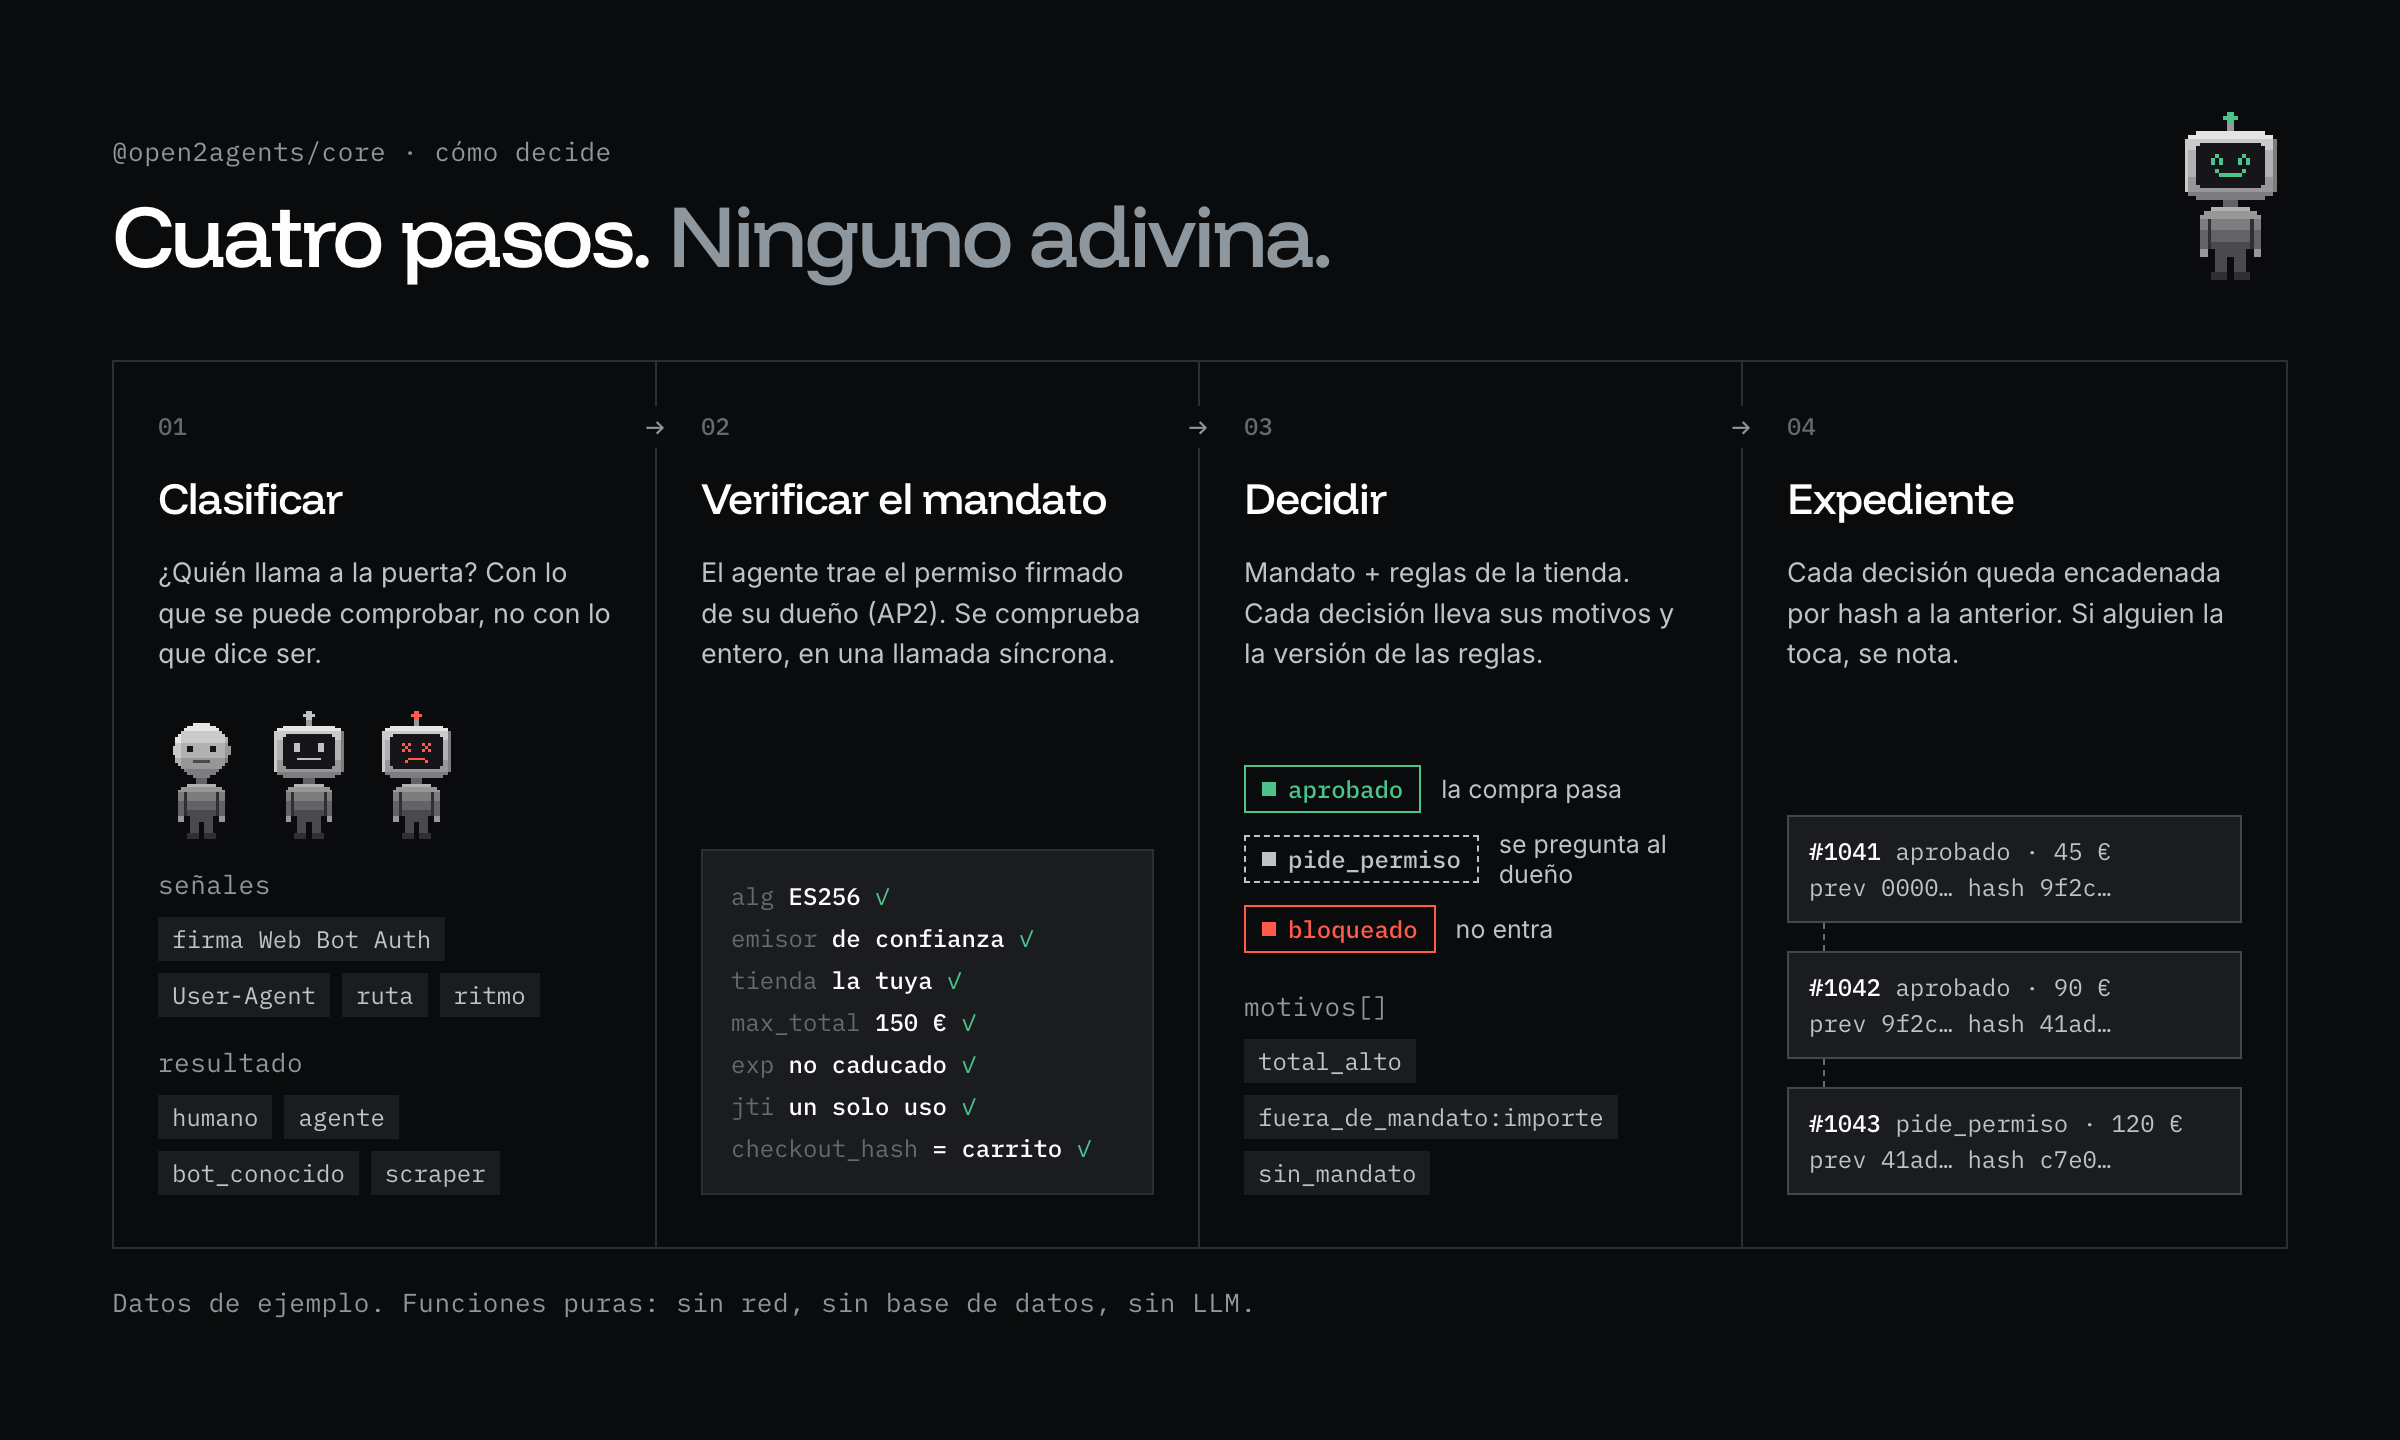 @open2agents/core · cómo decide
Cuatro pasos. Ninguno adivina.
01
Clasificar
¿Quién llama a la puerta? Con lo
que se puede comprobar, no con lo
que dice ser.
señales
firma Web Bot Auth
User-Agent ruta ritmo
resultado
humano agente
bot_conocido scraper
→
02
Verificar el mandato
El agente trae el permiso firmado
de su dueño (AP2). Se comprueba
entero, en una llamada síncrona.
alg ES256 √
emisor de confianza √
tienda la tuya √
max_total 150 € √
exp no caducado √
jti un solo uso √
checkout_hash = carrito √
→
03
Decidir
Mandato + reglas de la tienda.
Cada decisión lleva sus motivos y
la versión de las reglas.
aprobado la compra pasa
pide_permiso se pregunta al
dueño
bloqueado no entra
motivos[]
total_alto
fuera_de_mandato:importe
sin_mandato
→
04
Expediente
Cada decisión queda encadenada
por hash a la anterior. Si alguien la
toca, se nota.
#1041 aprobado · 45 €
prev 0000… hash 9f2c…
#1042 aprobado · 90 €
prev 9f2c… hash 41ad…
#1043 pide_permiso · 120 €
prev 41ad… hash c7e0…
Datos de ejemplo. Funciones puras: sin red, sin base de datos, sin LLM.